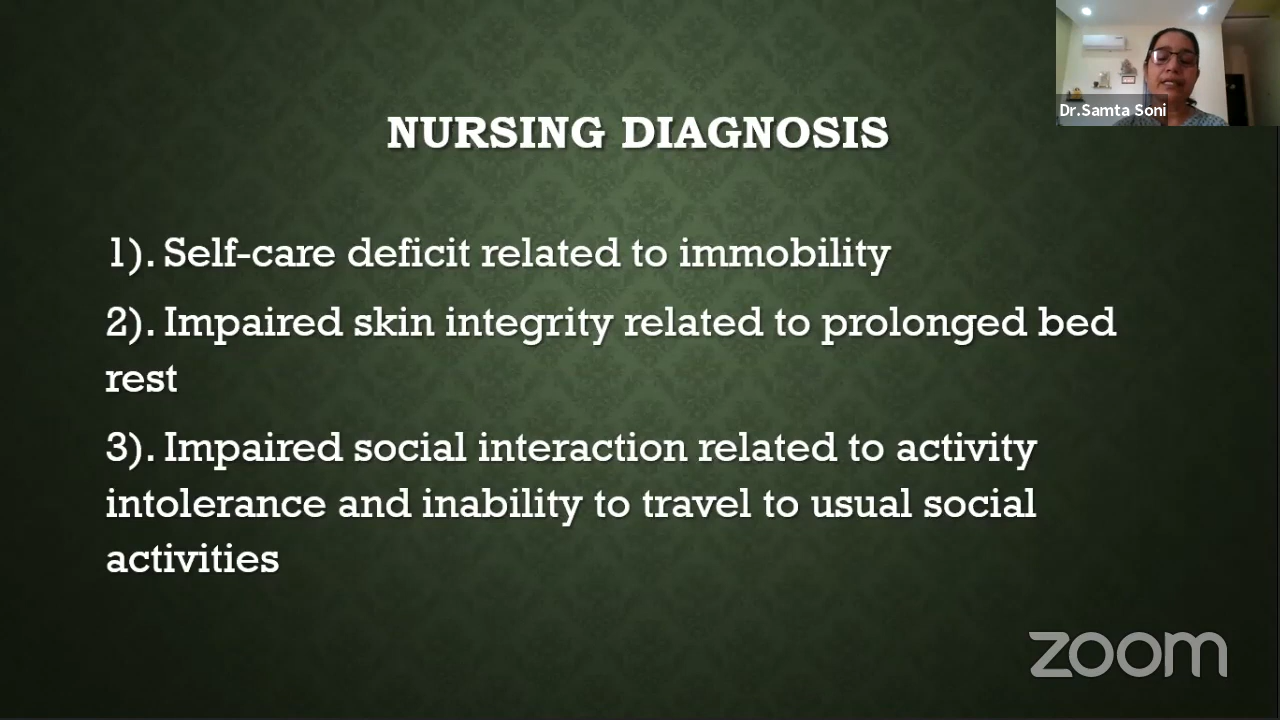 Dr.Samta Soni
NURSING DIAGNOSIS
1). Self-care deficit related to immobility
2). Impaired skin integrity related to prolonged bed
rest
3). Impaired social interaction related to activity
intolerance and inability to travel to usual social
activities
zoom